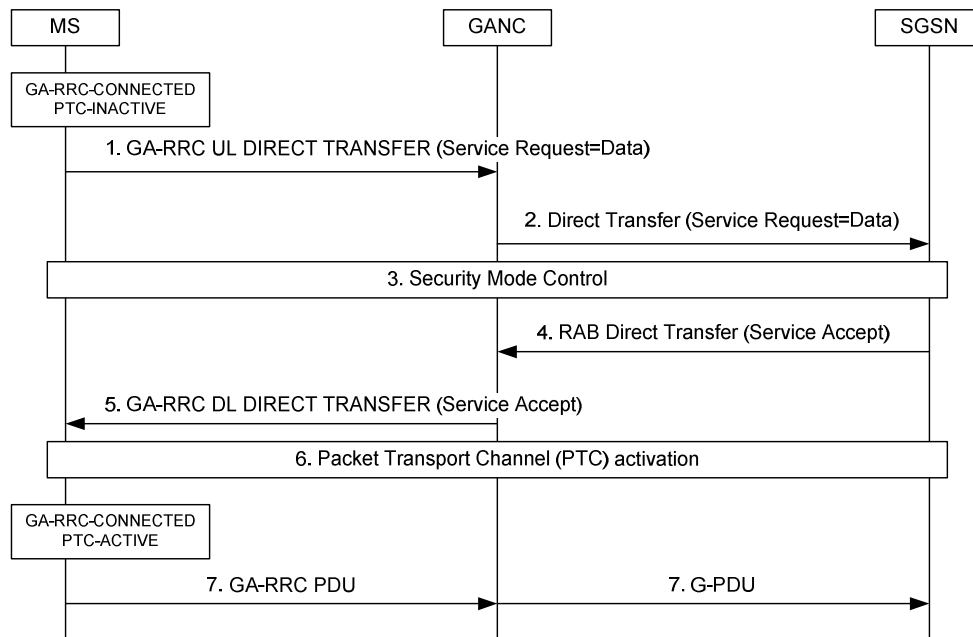 MS
GANC
SGSN
GA-RRC-CONNECTED
PTC-INACTIVE
1. GA-RRC UL DIRECT TRANSFER (Service Request=Data)
2. Direct Transfer (Service Request=Data)
3. Security Mode Control
4. RAB Direct Transfer (Service Accept)
5. GA-RRC DL DIRECT TRANSFER (Service Accept)
6. Packet Transport Channel (PTC) activation
GA-RRC-CONNECTED
PTC-ACTIVE
7. GA-RRC PDU
7. G-PDU